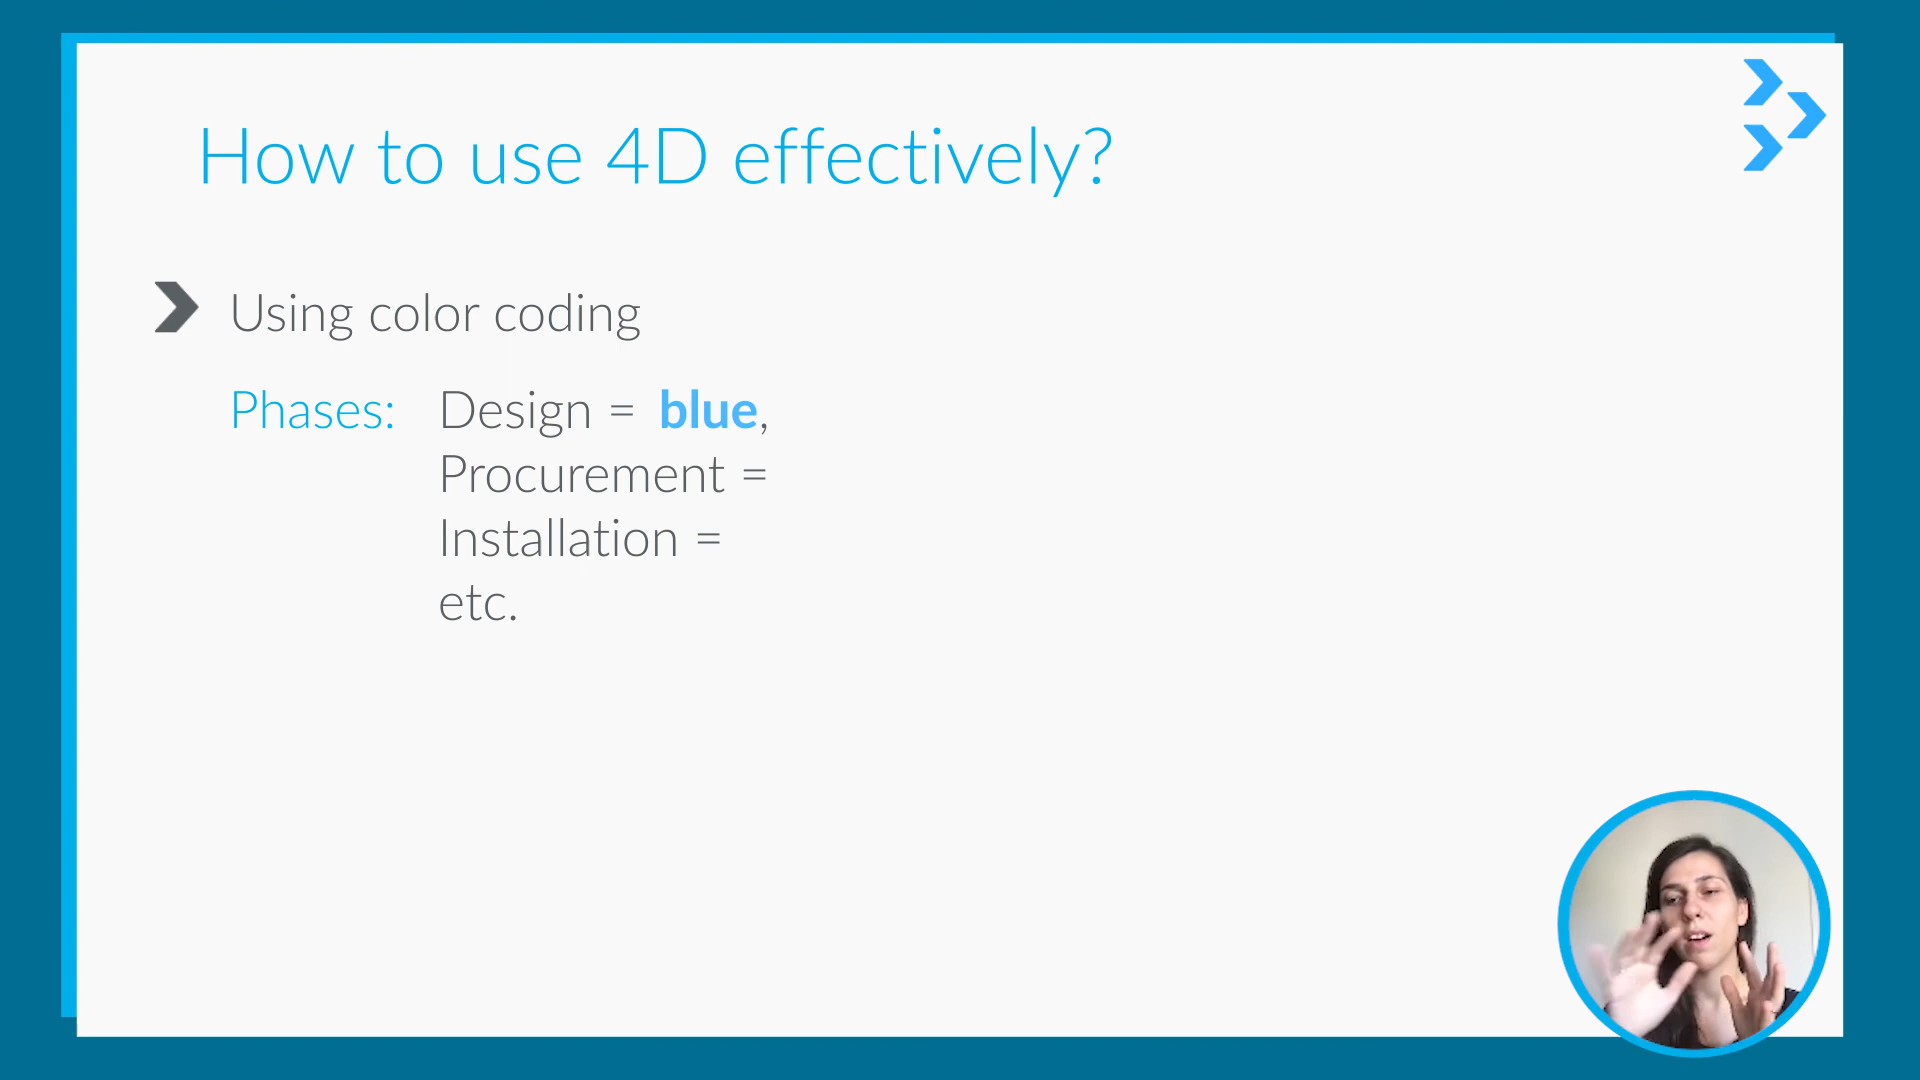 How to use 4D effectively?
Using color coding
Phases: Design = blue,
Procurement =
Installation =
etc.